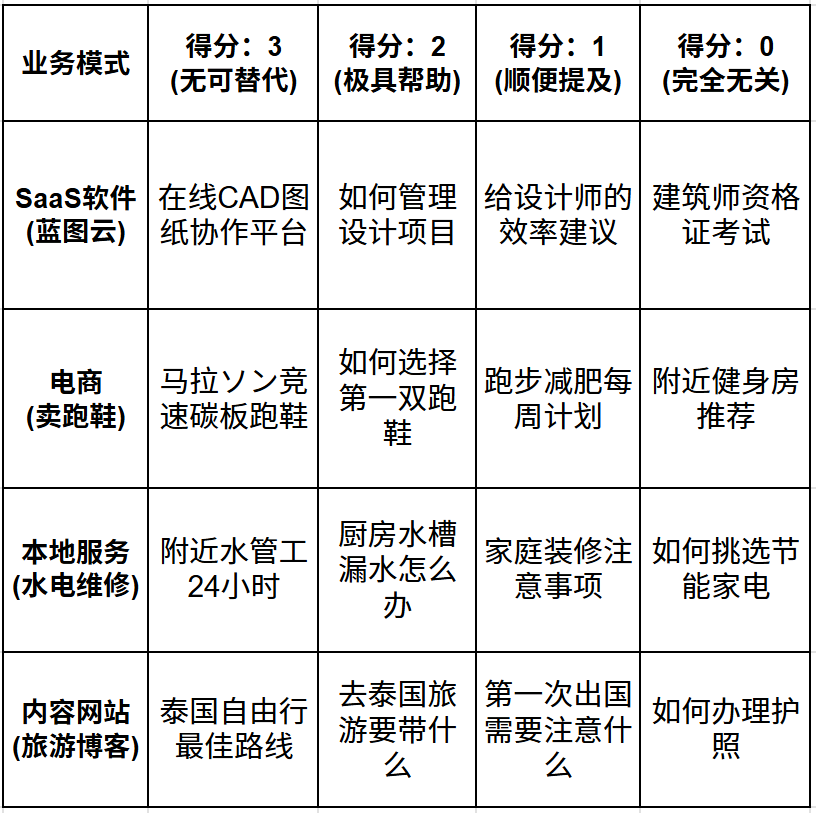 业务模式
得分：3
(无可替代)
得分：2
(极具帮助)
得分：1
(顺便提及)
得分：0
(完全无关)
SaaS软件
(蓝图云)
在线CAD图
纸协作平台
如何管理
设计项目
给设计师的
效率建议
建筑师资格
证考试
电商
(卖跑鞋)
马拉ソン竞
速碳板跑鞋
如何选择
第一双跑
鞋
跑步减肥每
周计划
附近健身房
推荐
本地服务
(水电维修)
附近水管工
24小时
厨房水槽
漏水怎么
办
家庭装修注
意事项
如何挑选节
能家电
内容网站
(旅游博客)
泰国自由行
最佳路线
去泰国旅
游要带什
么
第一次出国
需要注意什
么
如何办理护
照